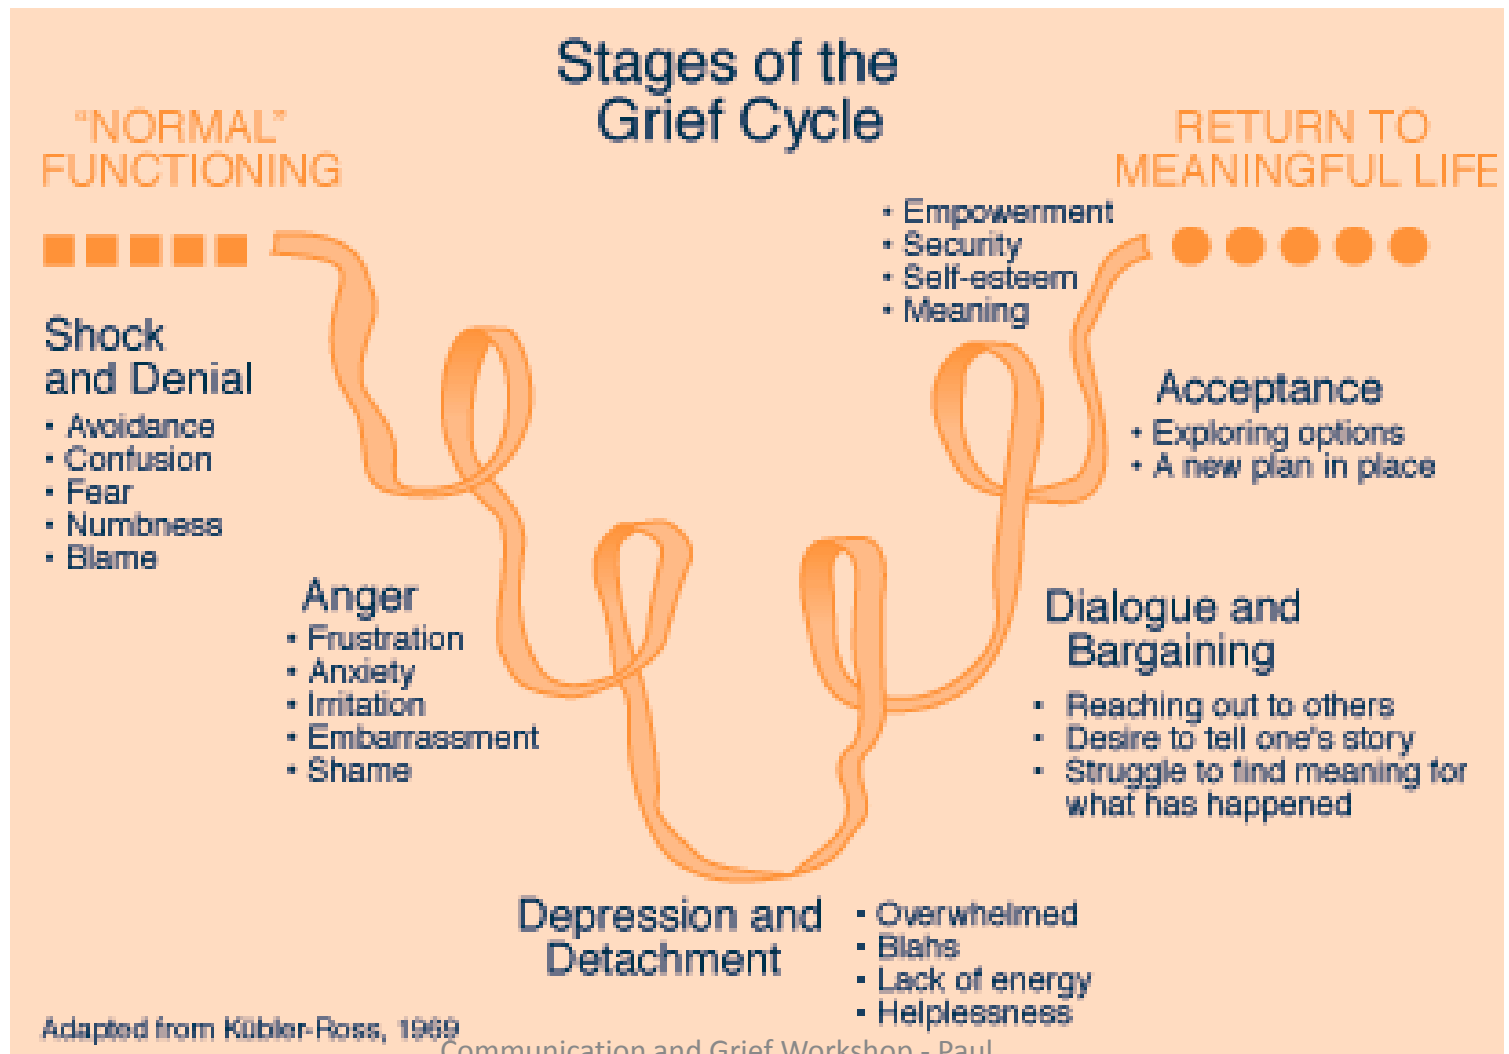 Stages of the
Grief Cycle
“NORMAL”
FUNCTIONING
RETURN TO
MEANINGFUL LIFE
• Empowerment
• Security
• Self-esteem
• Meaning
Shock
and Denial
• Avoidance
• Confusion
• Fear
• Numbness
• Blame
Acceptance
• Exploring options
• A new plan in place
Anger
• Frustration
• Anxiety
• Irritation
• Embarrassment
• Shame
Dialogue and
Bargaining
• Reaching out to others
• Desire to tell one's story
• Struggle to find meaning for
what has happened
Depression and
Detachment
• Overwhelmed
• Blahs
• Lack of energy
• Helplessness
Adapted from Kübler-Ross, 1969
Communication and Grief Workshop - Paul